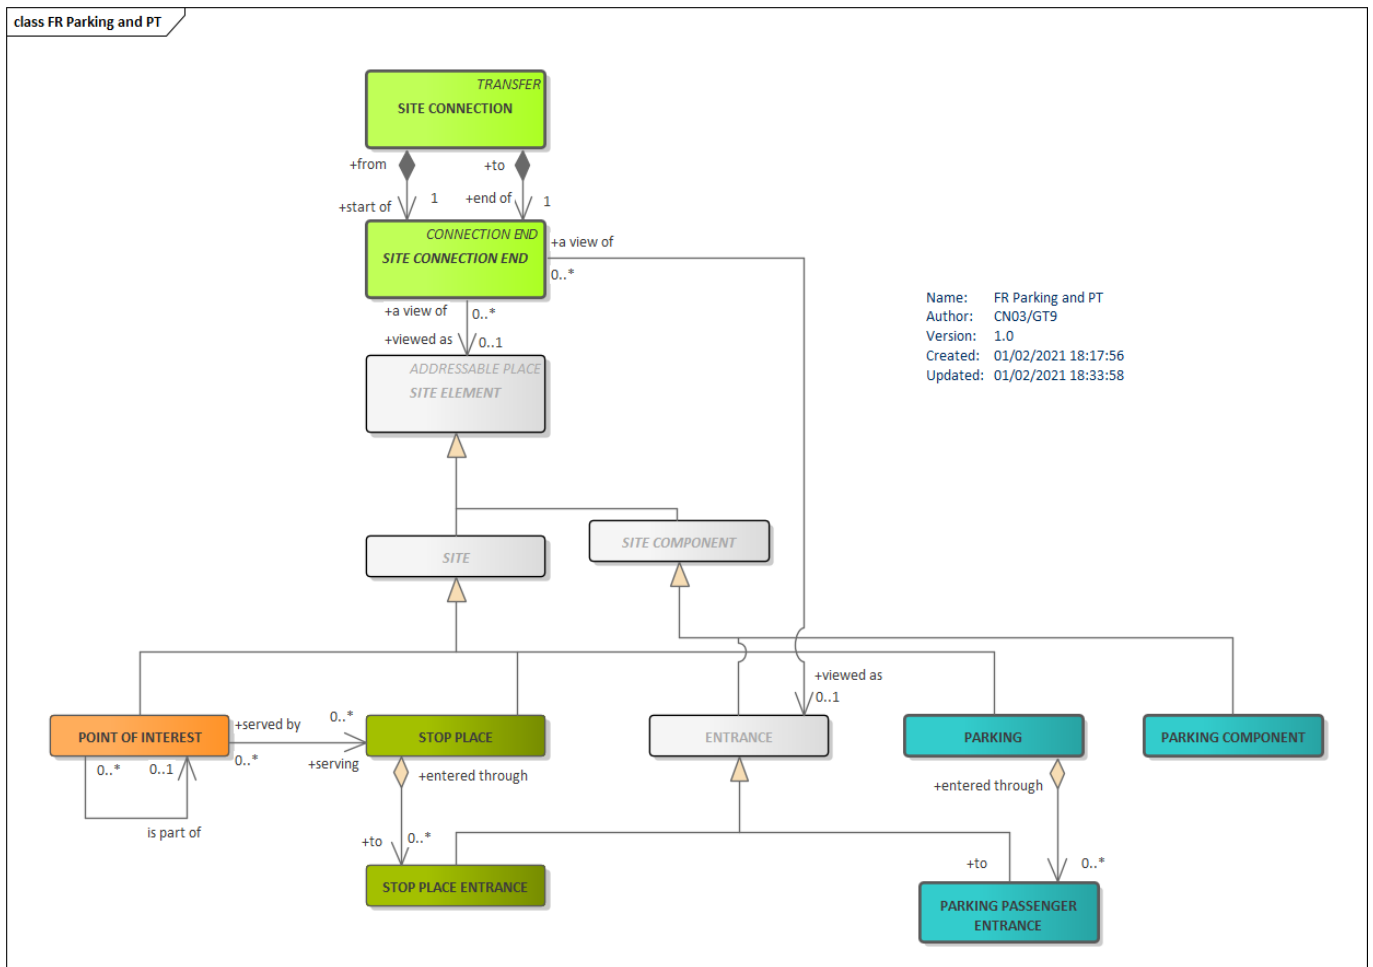 class FR Parking and PT
TRANSFER
SITE CONNECTION
+from
+to
+start of
1
+end of
1
CONNECTION END
SITE CONNECTION END
+a view of
0..*
+a view of
0..*
+viewed as
0..1
ADDRESSABLE PLACE
SITE ELEMENT
Name: FR Parking and PT
Author: CN03/GT9
Version: 1.0
Created: 01/02/2021 18:17:56
Updated: 01/02/2021 18:33:58
SITE
SITE COMPONENT
+viewed as
0..1
POINT OF INTEREST
+served by
0..*
0..*
+serving
STOP PLACE
ENTRANCE
PARKING
PARKING COMPONENT
0..*
0..1
is part of
+entered through
+to
0..*
+entered through
+to
0..*
STOP PLACE ENTRANCE
PARKING PASSENGER
ENTRANCE